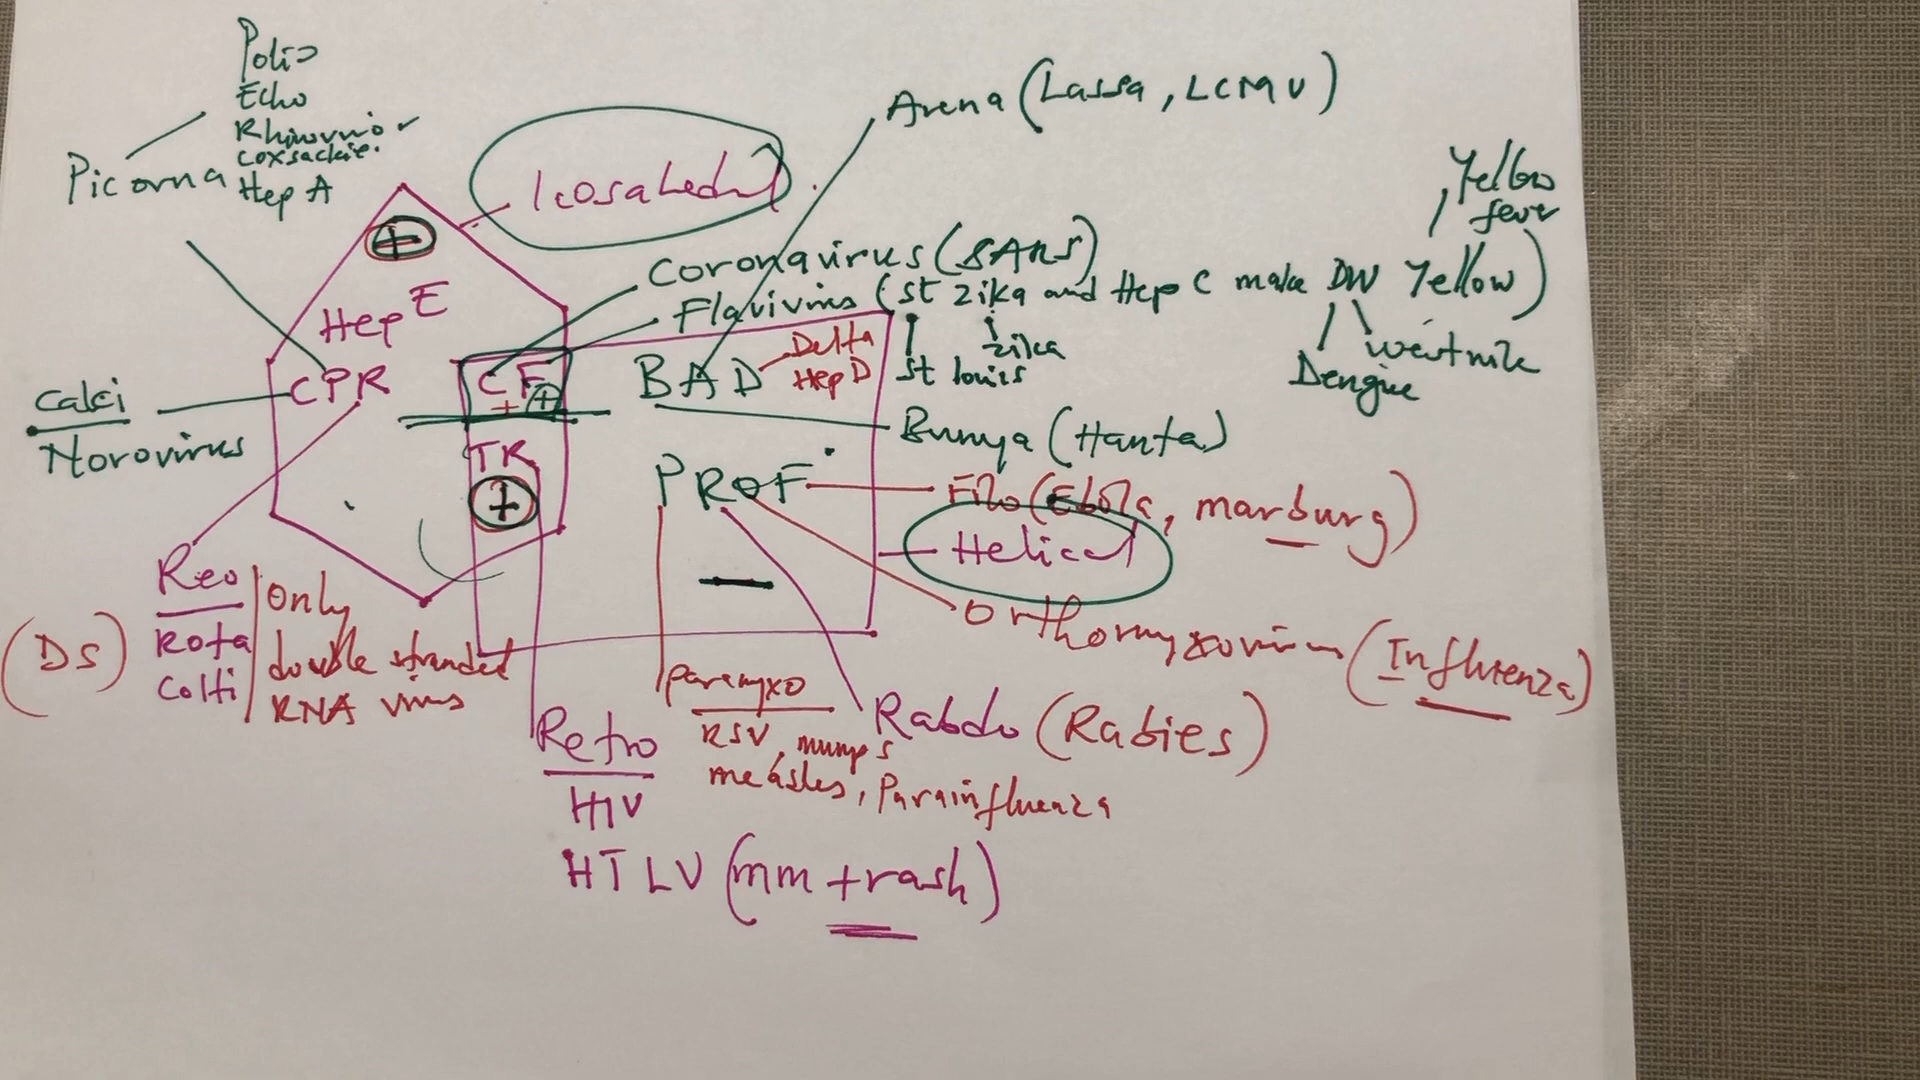 Polio
Echo
Rhinovirus
Coxsackie.
Hep A
Picorna
Icosahedral
Arena (Lassa, LCMV)
Yellow
fever
Coronavirus (SARS)
Flavivirus (St Zika and Hep C make DW Yellow)
St Louis
Zika
Dengue
Westnile
+
Hep E
CPR
CF
+ +
BAD
Delta
Hep D
Calci
Norovirus
Bunya (Hanta)
TR
+
PROF
Filo (Ebola, marburg)
Helical
Orthomyxovirus (Influenza)
(DS)
Reo
Rota
Colti
Only
double stranded
RNA virus
Retro
HIV
HTLV (mm + rash)
Paramyxo
RSV, mumps
measles, Parainfluenza
Rabdo (Rabies)